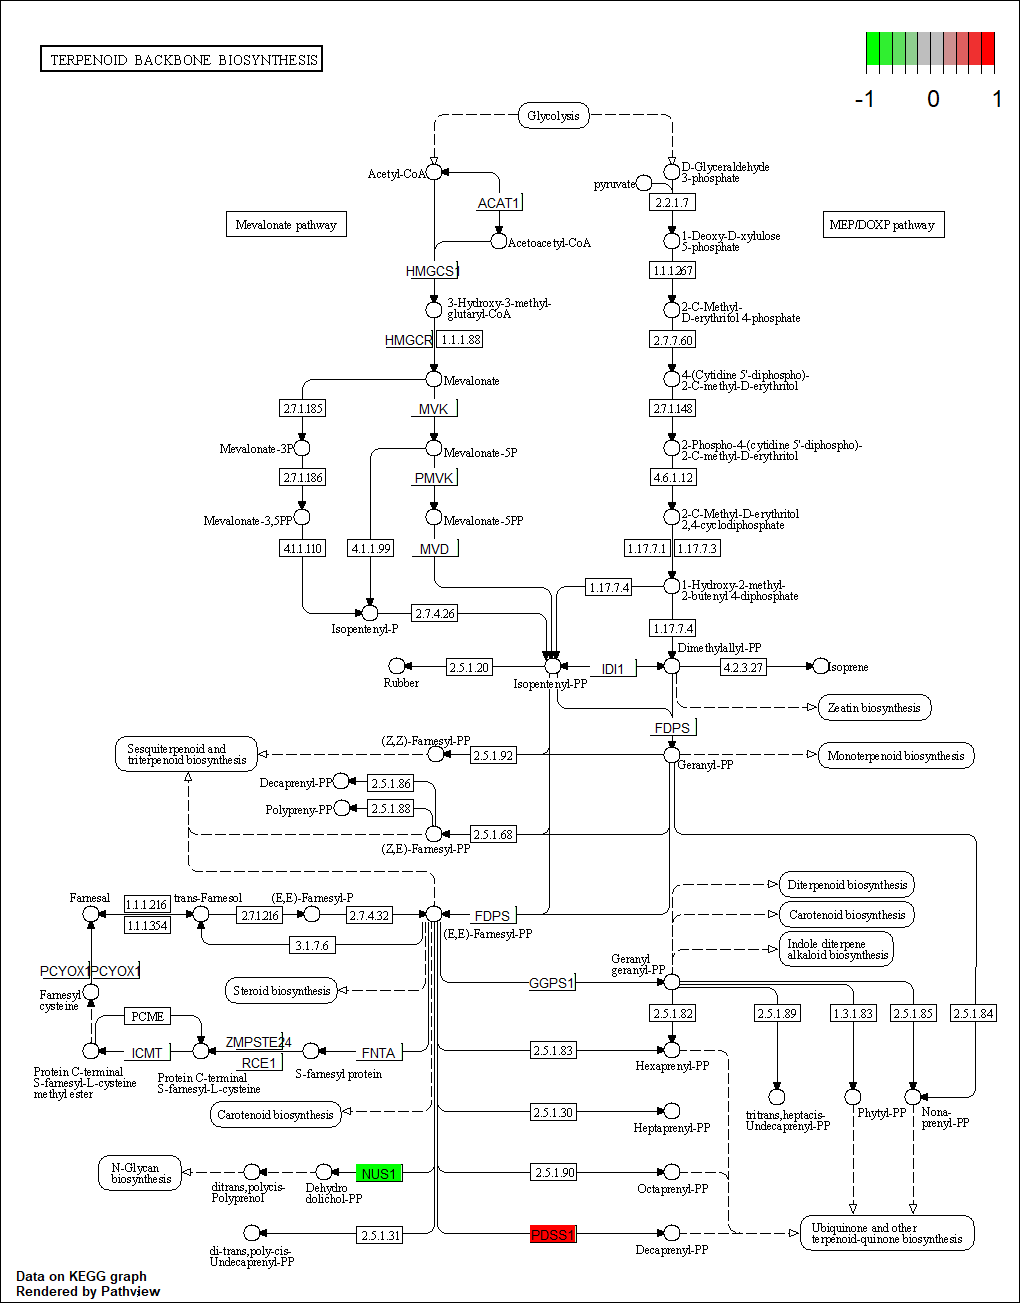 TERPENOID BACKBONE BIOSYNTHESIS
-1 0 1
Glycolysis
Acetyl-CoA
D-Glyceraldehyde
3-phosphate
pyruvate
ACAT1
2.2.1.7
Mevalonate pathway
MEP/DOXP pathway
Acetoacetyl-CoA
1-Deoxy-D-xylulose
5-phosphate
HMGCS1
1.1.1.267
3-Hydroxy-3-methyl-
glutaryl-CoA
2-C-Methyl-
D-erythritol 4-phosphate
HMGCR
1.1.1.88
2.7.7.60
Mevalonate
4-(Cytidine 5'-diphospho)-
2-C-methyl-D-erythritol
2.7.1.185
MVK
2.7.1.148
Mevalonate-3P
Mevalonate-5P
2-Phospho-4-(cytidine 5'-diphospho)-
2-C-methyl-D-erythritol
2.7.1.186
PMVK
4.6.1.12
Mevalonate-3,5PP
Mevalonate-5PP
2-C-Methyl-D-erythritol
2,4-cyclodiphosphate
4.1.1.110
4.1.1.99
MVD
1.17.7.1
1.17.7.3
1.17.7.4
1-Hydroxy-2-methyl-
2-butenyl 4-diphosphate
2.7.4.26
Isopentenyl-P
1.17.7.4
Dimethylallyl-PP
Rubber
2.5.1.20
Isopentenyl-PP
IDI1
4.2.3.27
Isoprene
Zeatin biosynthesis
FDPS
Sesquiterpenoid and
triterpenoid biosynthesis
(Z,Z)-Farnesyl-PP
2.5.1.92
Geranyl-PP
Monoterpenoid biosynthesis
Decaprenyl-PP
2.5.1.86
Polypreny-PP
2.5.1.88
(Z,E)-Farnesyl-PP
2.5.1.68
Farnesal
1.1.1.216
1.1.1.354
trans-Farnesol
2.7.1.216
(E,E)-Farnesyl-P
2.7.4.32
FDPS
(E,E)-Farnesyl-PP
3.1.7.6
Diterpenoid biosynthesis
Carotenoid biosynthesis
Indole diterpene
alkaloid biosynthesis
PCYOX1
PCYOX1
Farnesyl
cysteine
Steroid biosynthesis
GGPS1
Geranyl
geranyl-PP
PCME
2.5.1.82
2.5.1.89
1.3.1.83
2.5.1.85
2.5.1.84
ICMT
ZMPSTE24
RCE1
FNTA
2.5.1.83
Hexaprenyl-PP
Protein C-terminal
S-farnesyl-L-cysteine
methyl ester
Protein C-terminal
S-farnesyl-L-cysteine
S-farnesyl protein
Carotenoid biosynthesis
2.5.1.30
Heptaprenyl-PP
tritrans,heptacis-
Undecaprenyl-PP
Phytyl-PP
Nona-
prenyl-PP
N-Glycan
biosynthesis
ditrans,polycis-
Polyprenol
Dehydro
dolichol-PP
NUS1
2.5.1.90
Octaprenyl-PP
di-trans,poly-cis-
Undecaprenyl-PP
2.5.1.31
PDSS1
Decaprenyl-PP
Ubiquinone and other
terpenoid-quinone biosynthesis
Data on KEGG graph
Rendered by Pathview